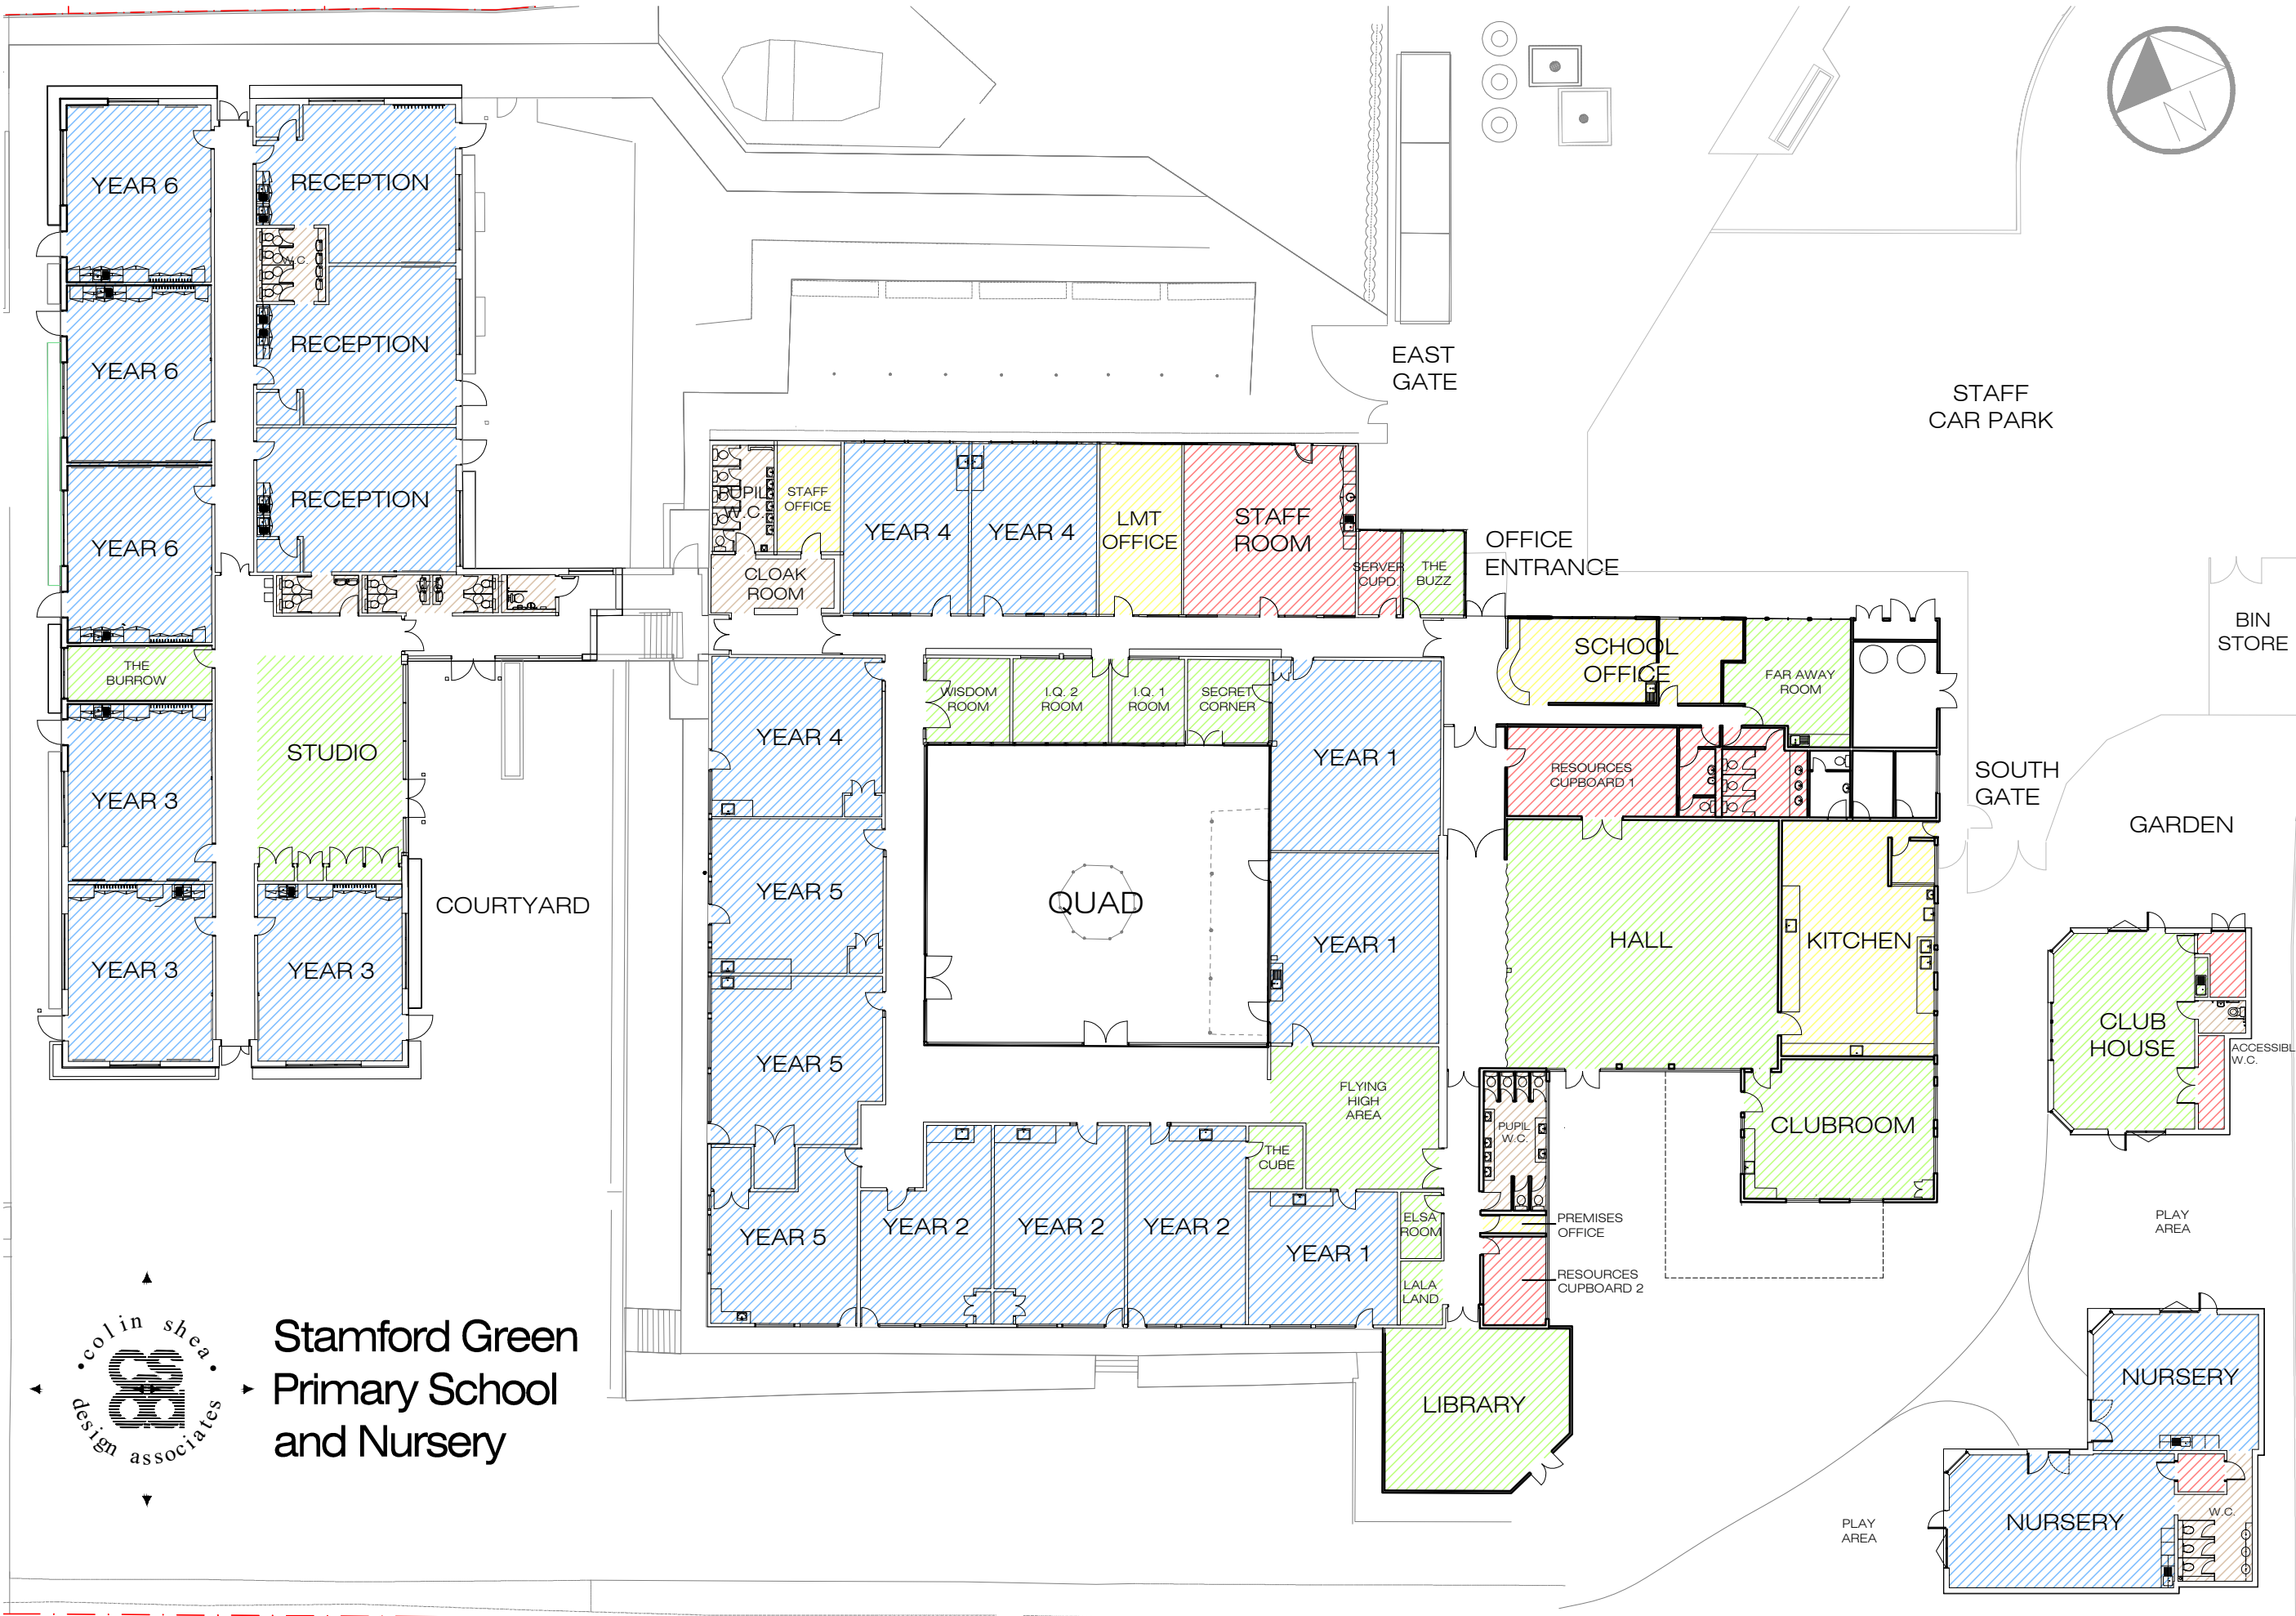 YEAR 6
RECEPTION
W.C.
YEAR 6
RECEPTION
YEAR 6
RECEPTION
THE
BURROW
STUDIO
YEAR 3
YEAR 3
YEAR 3
COURTYARD
EAST
GATE
STAFF
CAR PARK
N
PUPIL
W.C.
STAFF
OFFICE
CLOAK
ROOM
YEAR 4
YEAR 4
LMT
OFFICE
STAFF
ROOM
SERVER
CUPD.
THE
BUZZ
OFFICE
ENTRANCE
BIN
STORE
SCHOOL
OFFICE
FAR AWAY
ROOM
WISDOM
ROOM
I.Q. 2
ROOM
I.Q. 1
ROOM
SECRET
CORNER
YEAR 4
YEAR 1
RESOURCES
CUPBOARD 1
SOUTH
GATE
GARDEN
YEAR 5
QUAD
YEAR 1
HALL
KITCHEN
CLUB
HOUSE
ACCESSIBL
W.C.
YEAR 5
FLYING
HIGH
AREA
PUPIL
W.C.
CLUBROOM
THE
CUBE
YEAR 5
YEAR 2
YEAR 2
YEAR 2
YEAR 1
ELSA
ROOM
LALA
LAND
PREMISES
OFFICE
RESOURCES
CUPBOARD 2
PLAY
AREA
LIBRARY
NURSERY
NURSERY
W.C.
PLAY
AREA
colin shea
csda
design associates
Stamford Green
Primary School
and Nursery